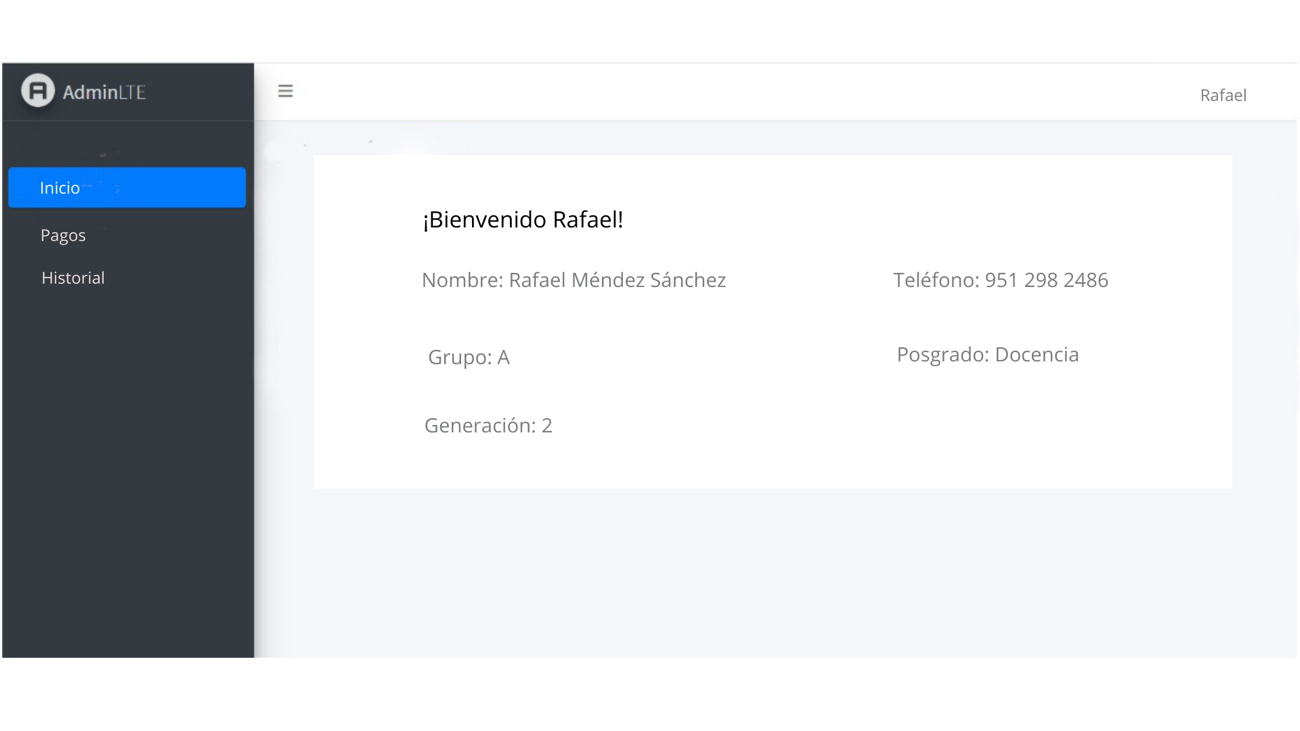 AdminLTE
Rafael
Inicio
Pagos
Historial
¡Bienvenido Rafael!
Nombre: Rafael Méndez Sánchez
Teléfono: 951 298 2486
Grupo: A
Posgrado: Docencia
Generación: 2